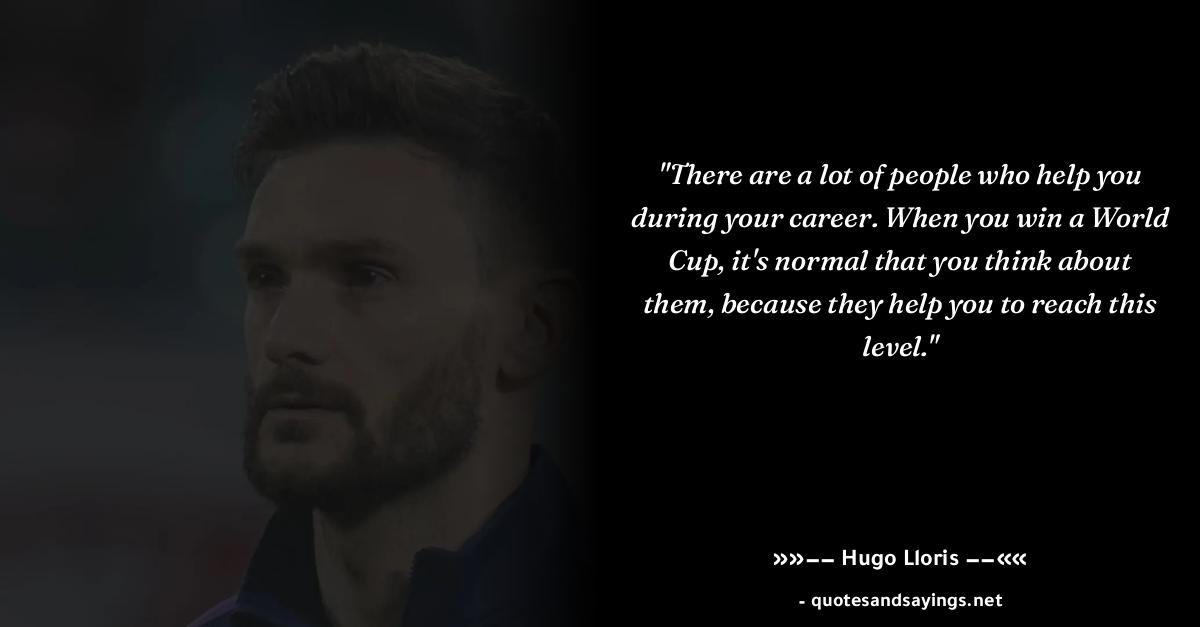 "There are a lot of people who help you
during your career. When you win a World
Cup, it's normal that you think about
them, because they help you to reach this
level."
»»−− Hugo Lloris −−««
- quotesandsayings.net